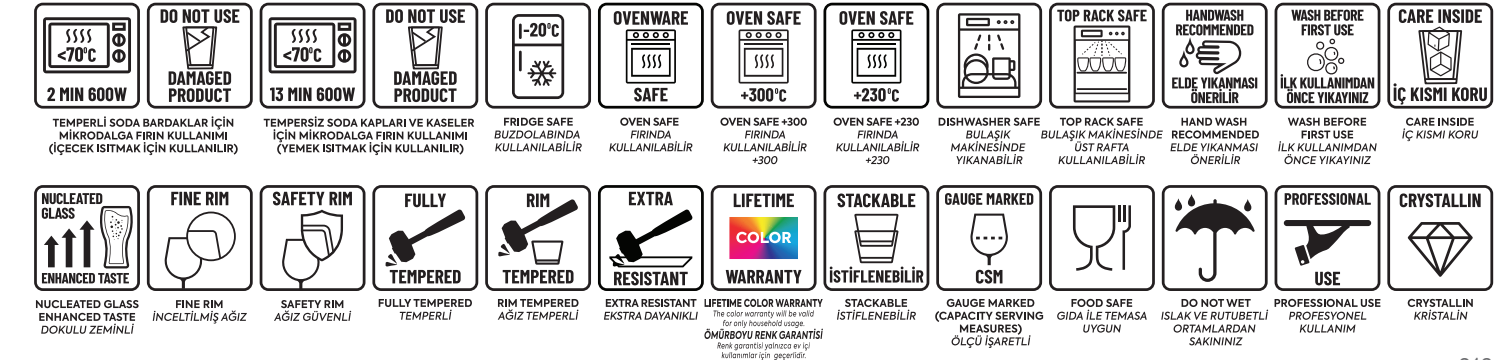 <70°C
2 MIN 600W
DO NOT USE
DAMAGED
PRODUCT
<70°C
13 MIN 600W
DO NOT USE
DAMAGED
PRODUCT
-20°C
OVENWARE
SAFE
OVEN SAFE
+300°C
OVEN SAFE
+230°C
TOP RACK SAFE
HANDWASH
RECOMMENDED
ELDE YIKANMASI
ÖNERİLİR
WASH BEFORE
FIRST USE
İLK KULLANIMDAN
ÖNCE YIKAYINIZ
CARE INSIDE
İÇ KISMI KORU
TEMPERLİ SODA BARDAKLAR İÇİN
MİKRODALGA FIRIN KULLANIMI
(İÇECEK ISITMAK İÇİN KULLANILIR)
TEMPERSİZ SODA KAPLARI VE KASELER
İÇİN MİKRODALGA FIRIN KULLANIMI
(YEMEK ISITMAK İÇİN KULLANILIR)
FRIDGE SAFE
BUZDOLABINDA
KULLANILABİLİR
OVEN SAFE
FIRINDA
KULLANILABİLİR
OVEN SAFE +300
FIRINDA
KULLANILABİLİR
+300
OVEN SAFE +230
FIRINDA
KULLANILABİLİR
+230
DISHWASHER SAFE
BULAŞIK
MAKİNESİNDE
YIKANABİLİR
TOP RACK SAFE
BULAŞIK MAKİNESİNDE
ÜST RAFTA
KULLANILABİLİR
HAND WASH
RECOMMENDED
ELDE YIKANMASI
ÖNERİLİR
WASH BEFORE
FIRST USE
İLK KULLANIMDAN
ÖNCE YIKAYINIZ
CARE INSIDE
İÇ KISMI KORU
NUCLEATED
GLASS
ENHANCED TASTE
FINE RIM
SAFETY RIM
FULLY
TEMPERED
RIM
TEMPERED
EXTRA
RESISTANT
LIFETIME
COLOR
WARRANTY
STACKABLE
İSTİFLENEBİLİR
GAUGE MARKED
CSM
PROFESSIONAL
USE
CRYSTALLIN
NUCLEATED GLASS
ENHANCED TASTE
DOKULU ZEMİNLİ
FINE RIM
İNCELTİLMİŞ AĞIZ
SAFETY RIM
AĞIZ GÜVENLİ
FULLY TEMPERED
TEMPERLİ
RIM TEMPERED
AĞIZ TEMPERLİ
EXTRA RESISTANT
EKSTRA DAYANIKLI
LIFETIME COLOR WARRANTY
The color warranty will be valid
for only household usage.
ÖMÜRBOYU RENK GARANTİSİ
Renk garantisi yalnızca ev içi
kullanımlar için geçerlidir.
STACKABLE
İSTİFLENEBİLİR
GAUGE MARKED
(CAPACITY SERVING
MEASURES)
ÖLÇÜ İŞARETLİ
FOOD SAFE
GIDA İLE TEMASA
UYGUN
DO NOT WET
ISLAK VE RUTUBETLİ
ORTAMLARDAN
SAKININIZ
PROFESSIONAL USE
PROFESYONEL
KULLANIM
CRYSTALLIN
KRİSTALİN